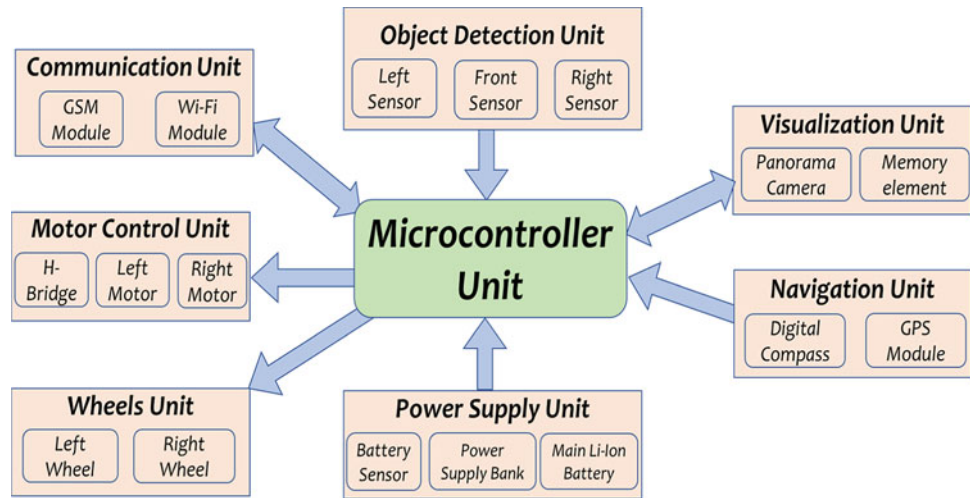 Object Detection Unit
Left
Sensor
Front
Sensor
Right
Sensor
Communication Unit
GSM
Module
Wi-Fi
Module
Visualization Unit
Panorama
Camera
Memory
element
Microcontroller
Unit
Motor Control Unit
H-
Bridge
Left
Motor
Right
Motor
Navigation Unit
Digital
Compass
GPS
Module
Wheels Unit
Left
Wheel
Right
Wheel
Power Supply Unit
Battery
Sensor
Power
Supply Bank
Main Li-Ion
Battery